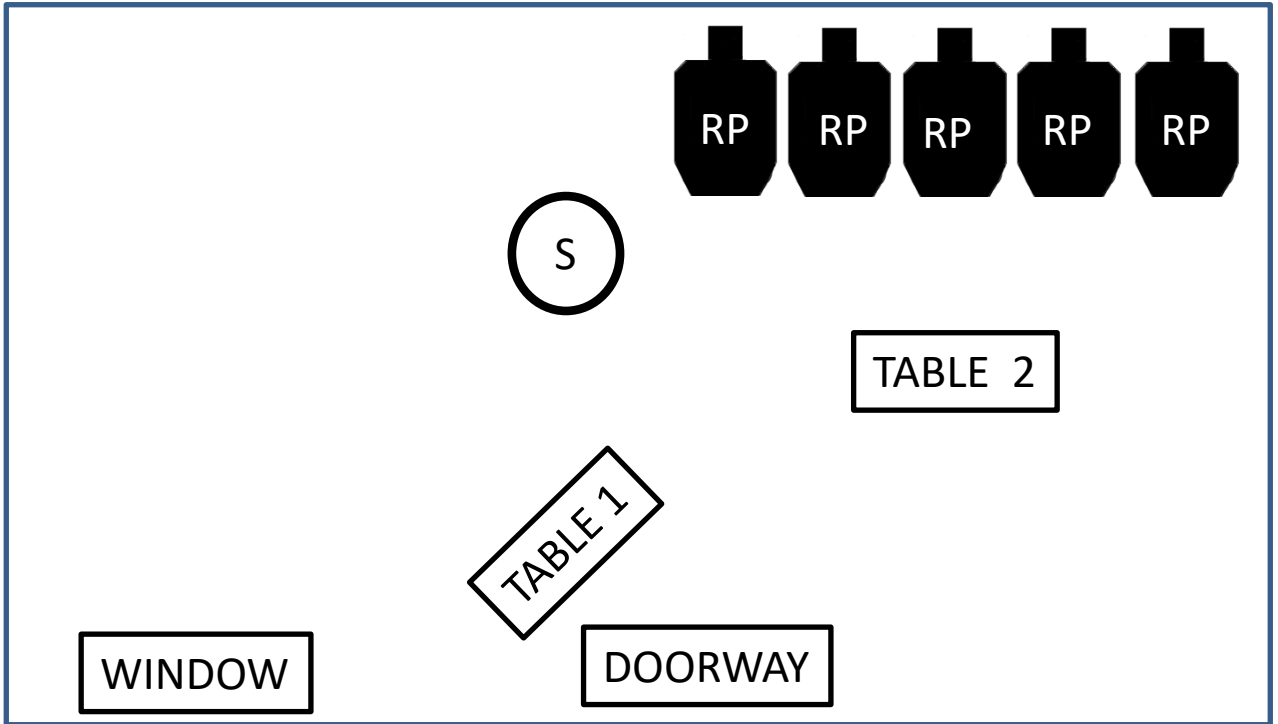 RP RP RP RP RP
S
TABLE 2
TABLE 1
WINDOW
DOORWAY